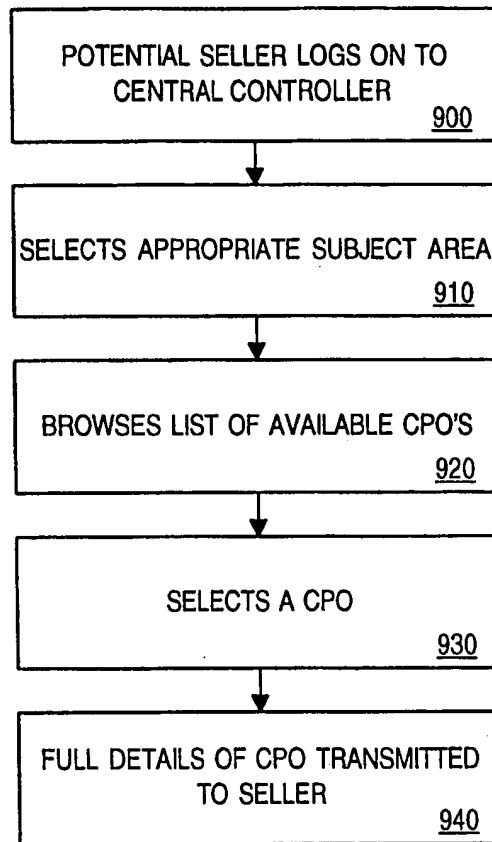 POTENTIAL SELLER LOGS ON TO
CENTRAL CONTROLLER
900
SELECTS APPROPRIATE SUBJECT AREA
910
BROWSES LIST OF AVAILABLE CPO'S
920
SELECTS A CPO
930
FULL DETAILS OF CPO TRANSMITTED
TO SELLER
940